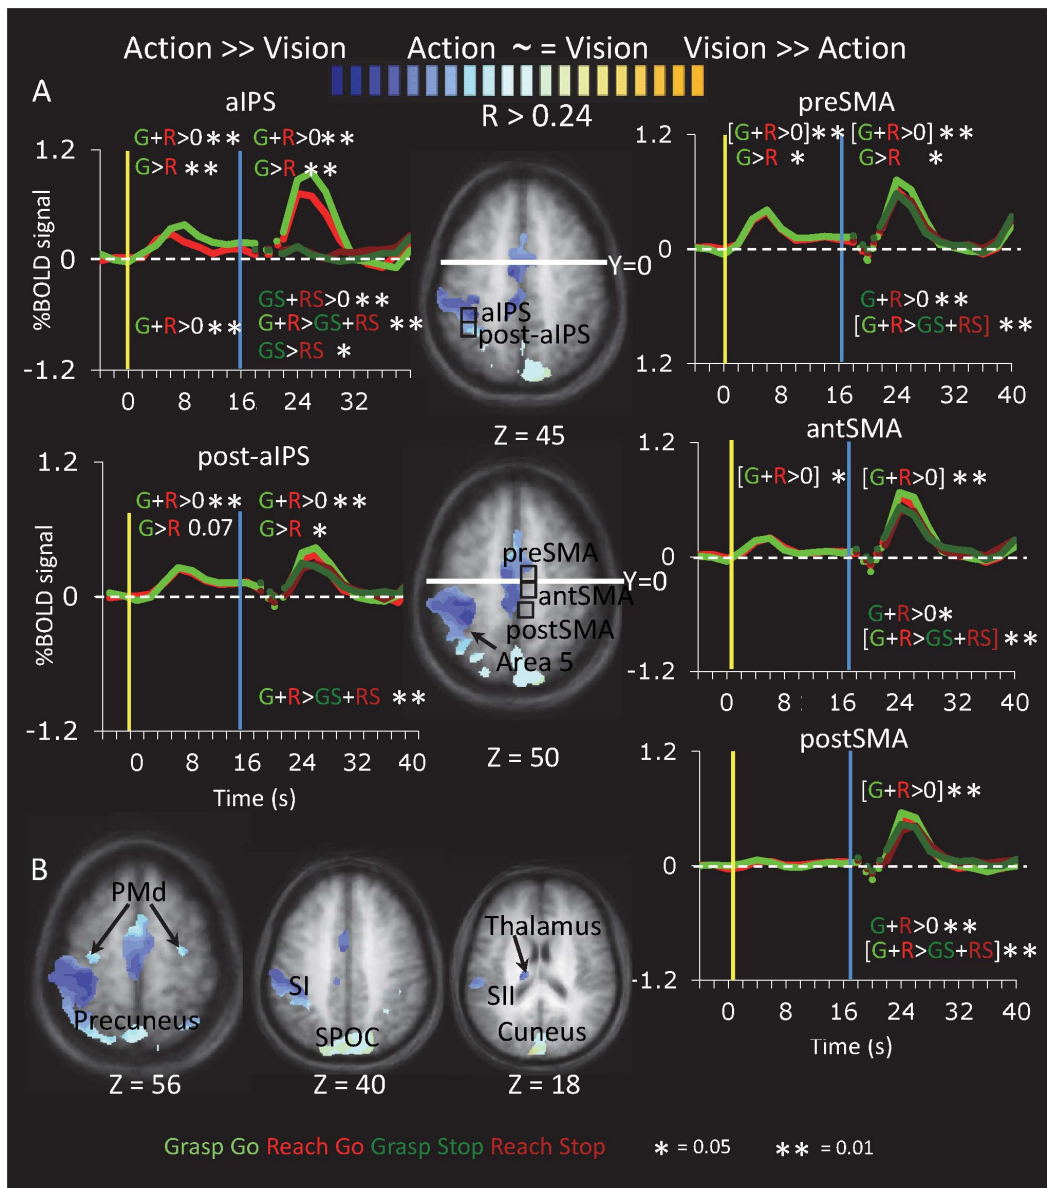 Action >> Vision Action ~ = Vision Vision >> Action
A
R > 0.24
aIPS
G+R>0 ** G+R>0**
G>R ** G>R **
1.2
0
-1.2
%BOLD signal
GS+RS>0 **
G+R>0 ** G+R>GS+RS **
GS>RS *
0 8 16 24 32
Y=0
aIPS
post-aIPS
Z = 45
preSMA
1.2
[G+R>0]** [G+R>0] **
G>R * G>R *
0
G+R>0 **
[G+R>GS+RS] **
1.2
0 8 16 24 32 40
post-aIPS
1.2
G+R>0 ** G+R>0 **
G>R 0.07 G>R *
0
%BOLD signal
G+R>GS+RS **
-1.2
0 8 16 24 32 40
Time (s)
preSMA
Y=0
antSMA
postSMA
Area 5
Z = 50
antSMA
1.2
[G+R>0] * [G+R>0] **
0
G+R>0*
[G+R>GS+RS] **
-1.2
0 8 16 24 32 40
postSMA
1.2
[G+R>0]**
0
G+R>0 **
[G+R>GS+RS]**
-1.2
0 8 16 24 32 40
Time (s)
B
PMd
Precuneus
Z = 56
SI
SPOC
Z = 40
Thalamus
SII
Cuneus
Z = 18
Grasp Go Reach Go Grasp Stop Reach Stop * = 0.05 ** = 0.01